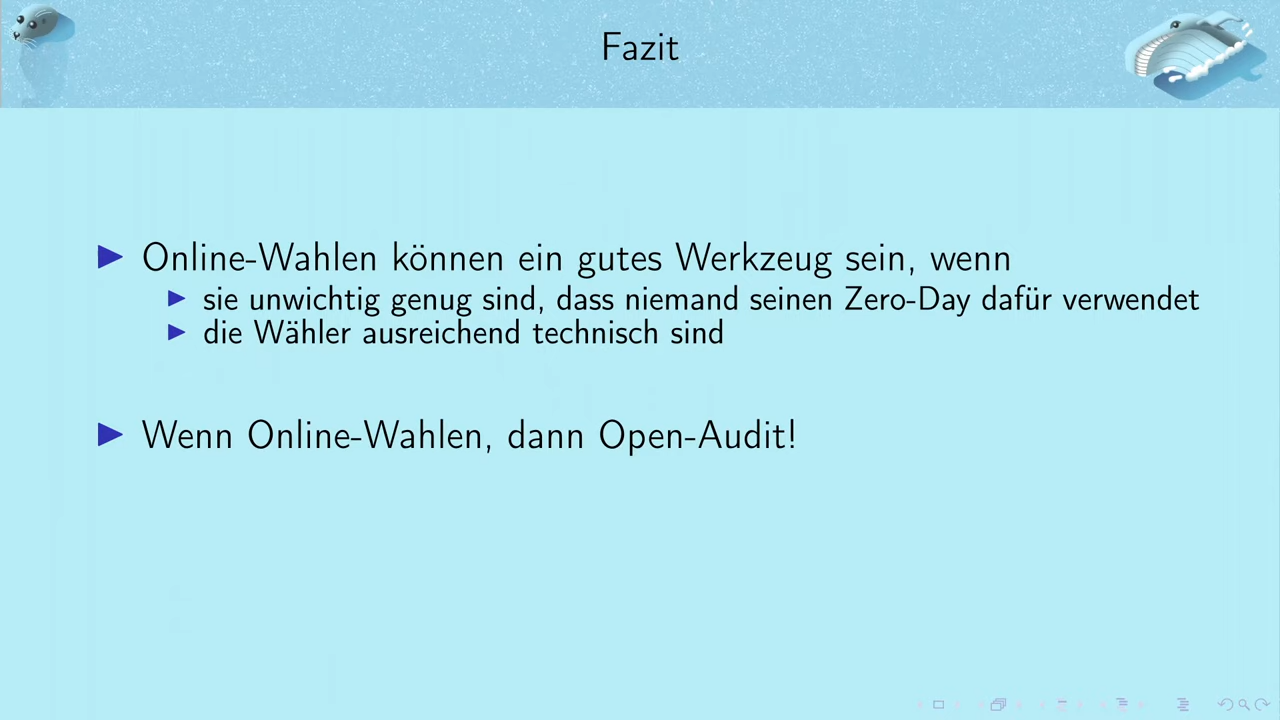 Fazit
Online-Wahlen können ein gutes Werkzeug sein, wenn
sie unwichtig genug sind, dass niemand seinen Zero-Day dafür verwendet
die Wähler ausreichend technisch sind
Wenn Online-Wahlen, dann Open-Audit!